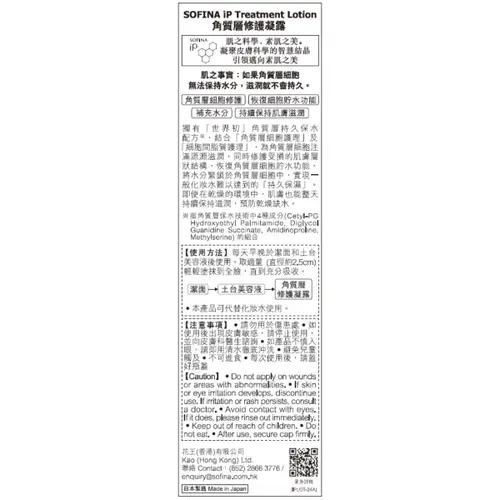 SOFINA iP Treatment Lotion
角質層修護凝露
SOFINA
iP
肌之科學、素肌之美。
凝聚皮膚科學的智慧結晶
引領邁向素肌之美
肌之事實：如果角質層細胞
無法保持水分，滋潤就不會持久。
角質層細胞修護 恢復細胞貯水功能
補充水分 持續保持肌膚滋潤
獨有「世界初」角質層持久保水
配方※，結合「角質層細胞護理」及
「細胞間脂質護理」，為角質層細胞注
滿源源滋潤，同時修護受損的肌膚層
狀結構，恢復角質層細胞貯水功能，
將水分緊鎖於角質層細胞中，實現一
般化妝水難以達到的「持久保濕」。
即使在乾燥的環境中，肌膚也能整天
持續保持滋潤，預防乾燥缺水。
※指角質層保水技術中4種成分(Cetyl-PG
Hydroxyethyl Palmitamide, Diglycol
Guanidine Succinate, Amidinoproline,
Methylserine) 的組合
【使用方法】每天早晚於潔面和土台
美容液後使用。取適量 (直徑約2.5cm)
輕輕塗抹到全臉，直到充分吸收。
潔面→土台美容液→角質層
修護凝露
• 本產品可代替化妝水使用。
【注意事項】• 請勿用於傷患處 • 如
使用後出現皮膚敏感，請停止使用，
並向皮膚科醫生諮詢 • 如產品不慎入
眼，請即用清水徹底沖洗 • 避免兒童
觸及 • 不可進食 • 每次使用後，請蓋
好瓶蓋
【Caution】 • Do not apply on wounds
or areas with abnormalities. • If skin
or eye irritation develops, discontinue
use. If irritation or rash persists, consult
a doctor. • Avoid contact with eyes.
If it does, please rinse out immediately.
• Keep out of reach of children. • Do
not eat. • After use, secure cap firmly.
花王(香港)有限公司
Kao (Hong Kong) Ltd.
聯絡 Contact : (852) 2866 3776 /
enquiry@sofina.com.hk
日本製造 Made in Japan